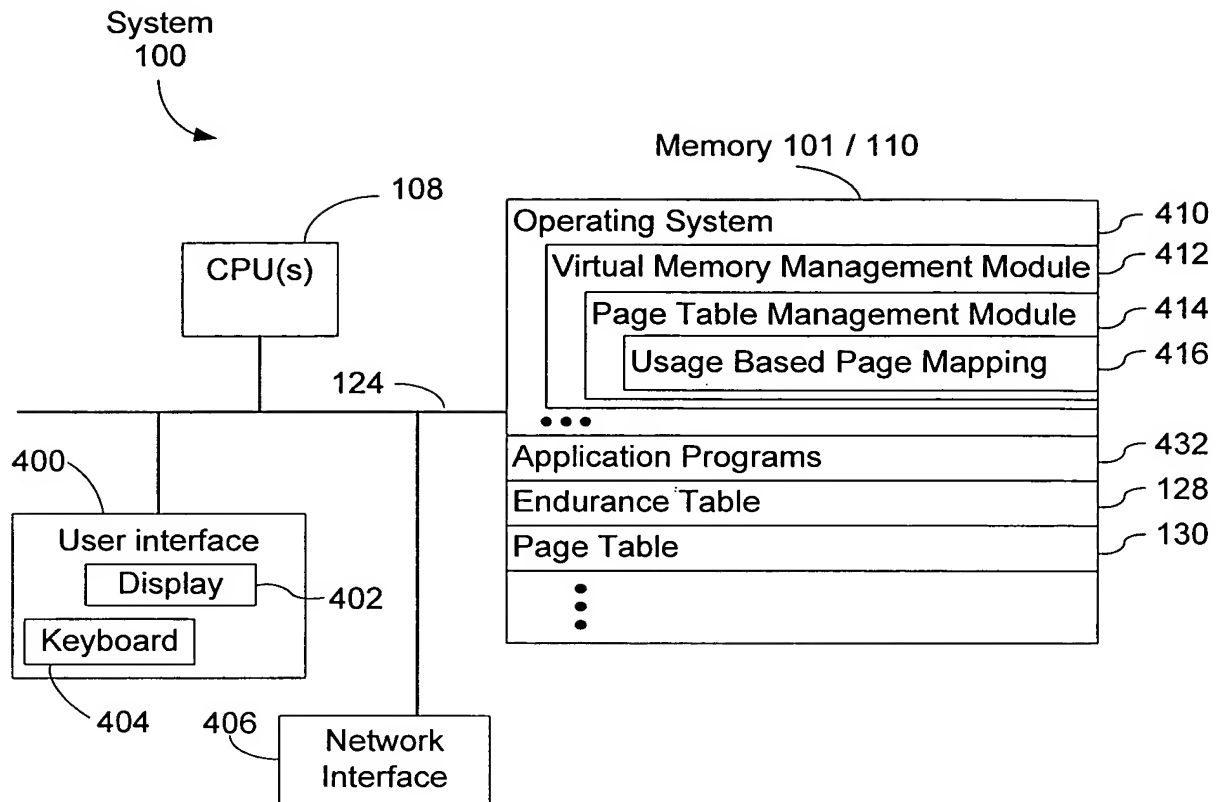 System
100
Memory 101 / 110
108
CPU(s)
Operating System
410
Virtual Memory Management Module
412
Page Table Management Module
414
Usage Based Page Mapping
416
124
Application Programs
432
Endurance Table
128
Page Table
130
400
User interface
Display
402
Keyboard
404
406
Network
Interface